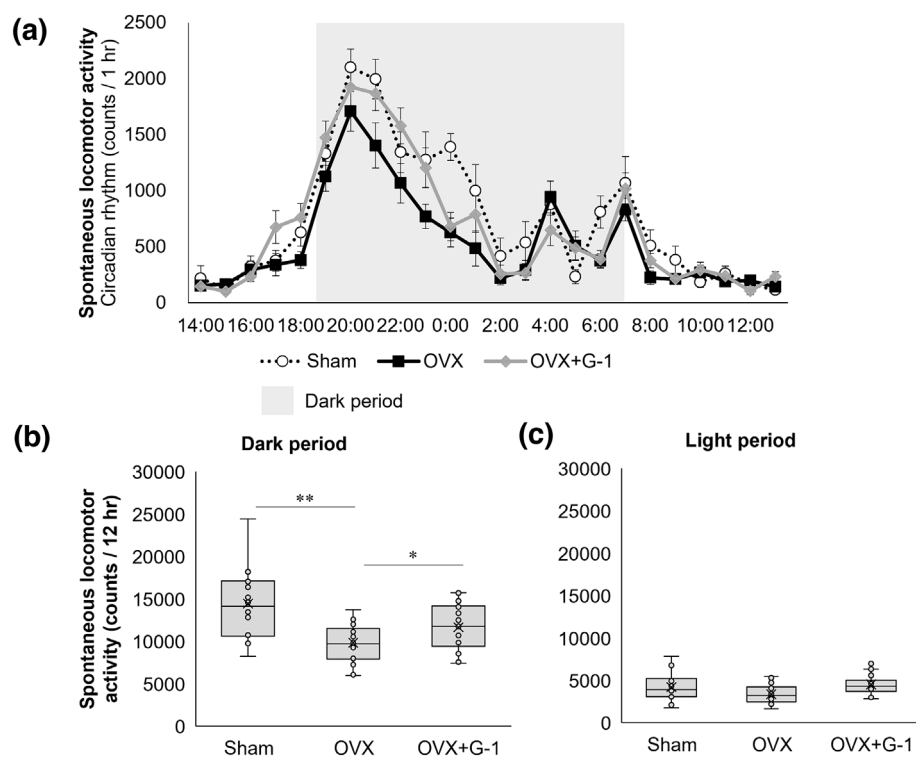 (a)
Spontaneous locomotor activity
Circadian rhythm (counts / 1 hr)
2500
2000
1500
1000
500
0
14:00 16:00 18:00 20:00 22:00 0:00 2:00 4:00 6:00 8:00 10:00 12:00
Sham OVX OVX+G-1
Dark period
(b)
Dark period
Spontaneous locomotor
activity (counts / 12 hr)
30000
25000
20000
15000
10000
5000
0
**
*
Sham OVX OVX+G-1
(c)
Light period
30000
25000
20000
15000
10000
5000
0
Sham OVX OVX+G-1